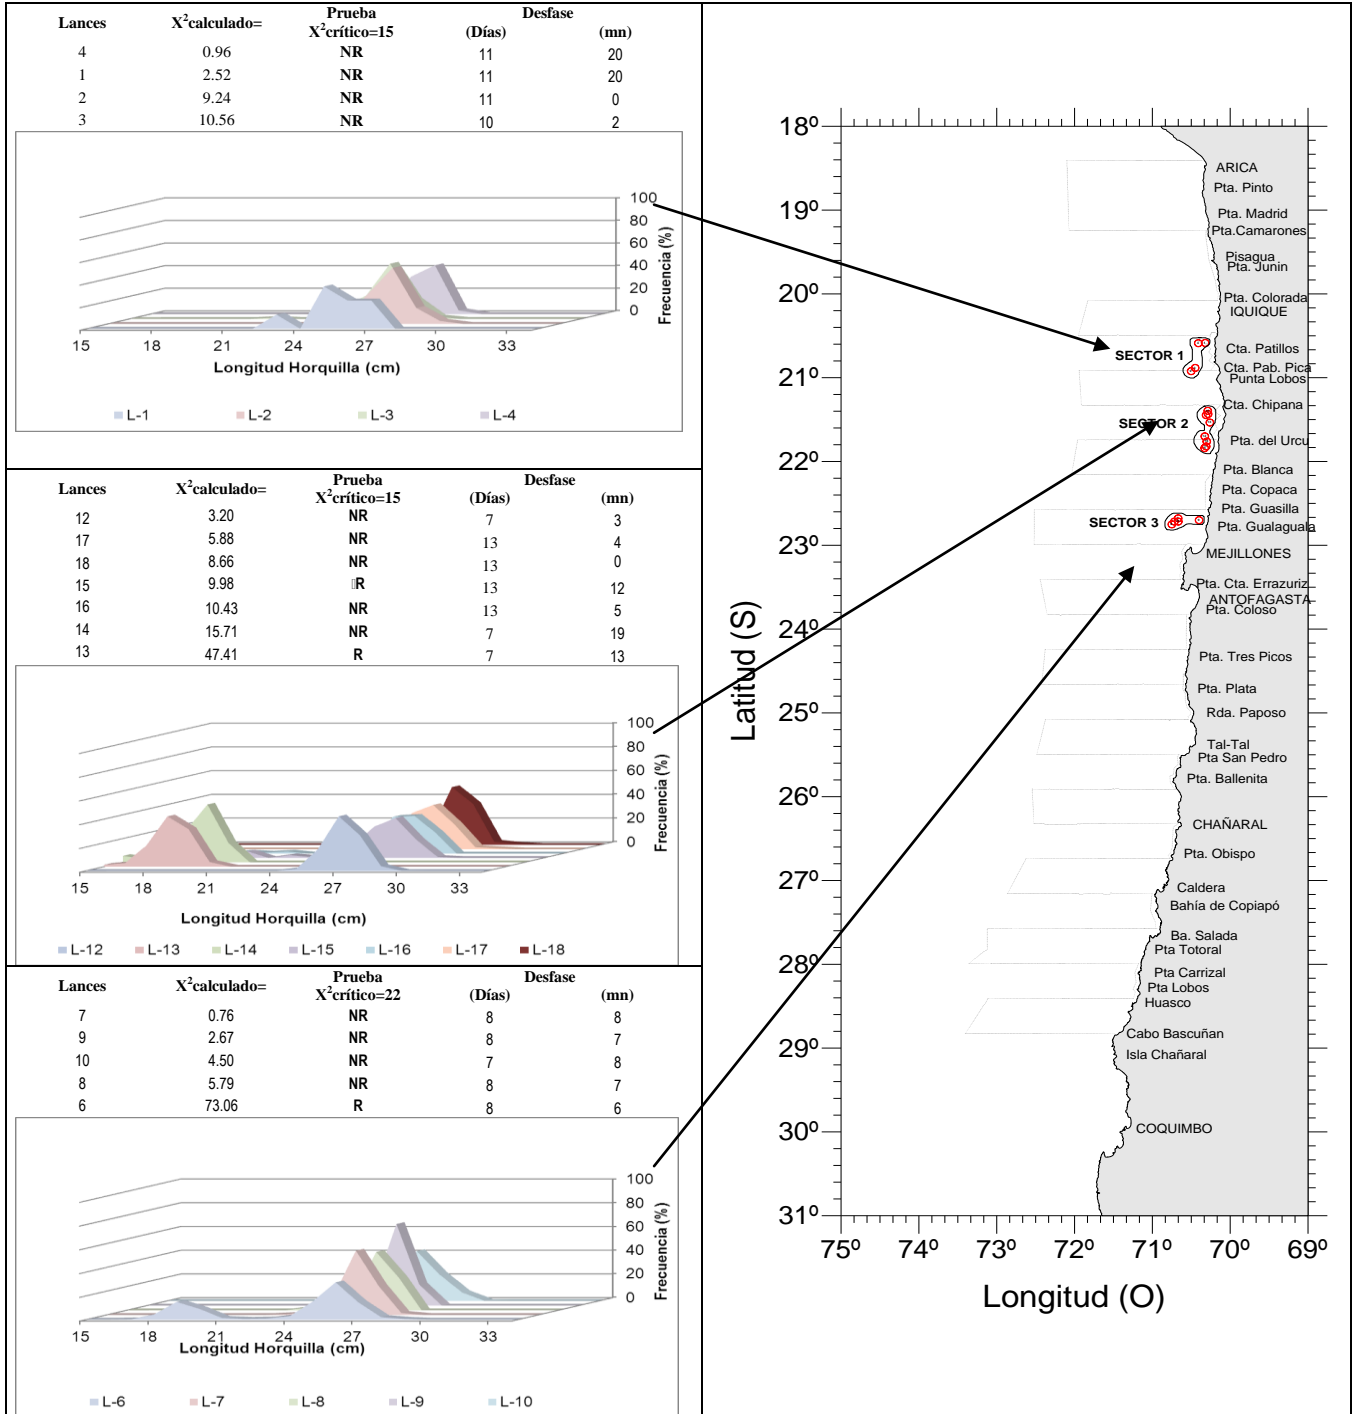 Lances X²calculado= Prueba X²crítico=15 Desfase
(Días) (mn)
4 0.96 NR 11 20
1 2.52 NR 11 20
2 9.24 NR 11 0
3 10.56 NR 10 2
100
80
60
40
20
0
Frecuencia (%)
15 18 21 24 27 30 33
Longitud Horquilla (cm)
L-1 L-2 L-3 L-4
Lances X²calculado= Prueba X²crítico=15 Desfase
(Días) (mn)
12 3.20 NR 7 3
17 5.88 NR 13 4
18 8.66 NR 13 0
15 9.98 R 13 12
16 10.43 NR 13 5
14 15.71 NR 7 19
13 47.41 R 7 13
100
80
60
40
20
0
Frecuencia (%)
15 18 21 24 27 30 33
Longitud Horquilla (cm)
L-12 L-13 L-14 L-15 L-16 L-17 L-18
Lances X²calculado= Prueba X²crítico=22 Desfase
(Días) (mn)
7 0.76 NR 8 8
9 2.67 NR 8 7
10 4.50 NR 7 8
8 5.79 NR 8 7
6 73.06 R 8 6
100
80
60
40
20
0
Frecuencia (%)
15 18 21 24 27 30 33
Longitud Horquilla (cm)
L-6 L-7 L-8 L-9 L-10
18º
19º
20º
21º
22º
23º
24º
25º
26º
27º
28º
29º
30º
31º
Latitud (S)
ARICA
Pta. Pinto
Pta. Madrid
Pta.Camarones
Pisagua
Pta. Junin
Pta. Colorada
IQUIQUE
Cta. Patillos
SECTOR 1
Cta. Pab. Pica
Punta Lobos
Cta. Chipana
SECTOR 2
Pta. del Urcu
Pta. Blanca
Pta. Copaca
Pta. Guasilla
SECTOR 3
Pta. Gualaguala
MEJILLONES
Pta. Cta. Errazuriz
ANTOFAGASTA
Pta. Coloso
Pta. Tres Picos
Pta. Plata
Rda. Paposo
Tal-Tal
Pta San Pedro
Pta. Ballenita
CHAÑARAL
Pta. Obispo
Caldera
Bahía de Copiapó
Ba. Salada
Pta Totoral
Pta Carrizal
Pta Lobos
Huasco
Cabo Bascuñan
Isla Chañaral
COQUIMBO
75º 74º 73º 72º 71º 70º 69º
Longitud (O)